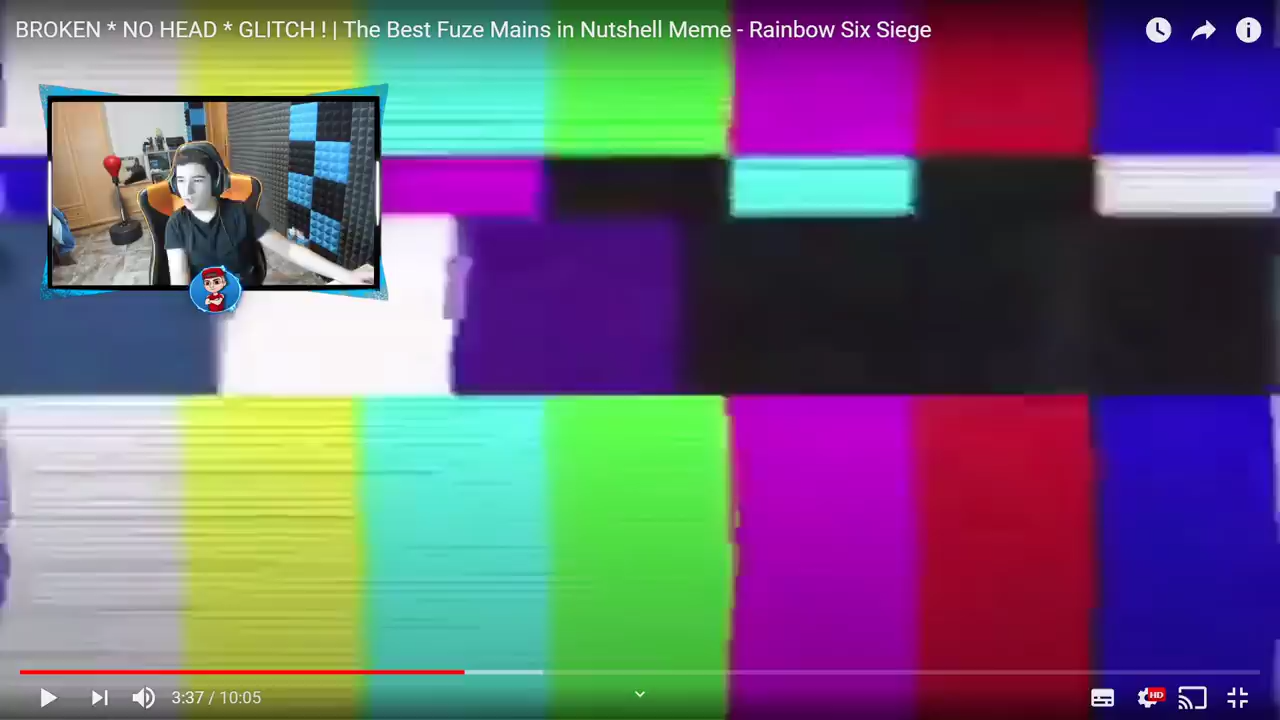 BROKEN * NO HEAD * GLITCH ! | The Best Fuze Mains in Nutshell Meme - Rainbow Six Siege
3:37 / 10:05
HD